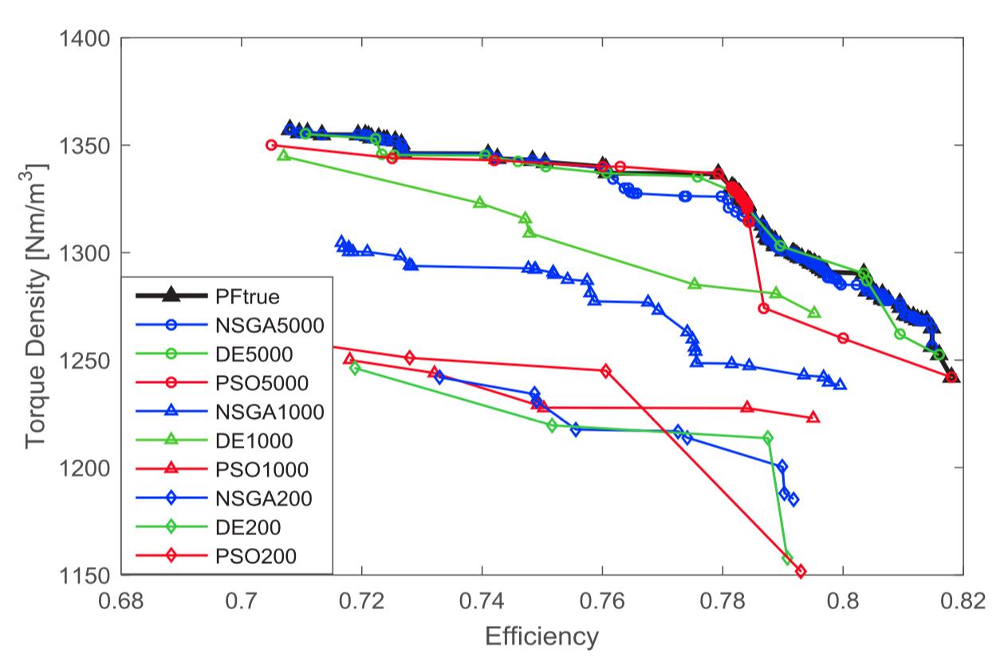 1400
1350
1300
1250
1200
1150
Torque Density [Nm/m³]
PFtrue
NSGA5000
DE5000
PSO5000
NSGA1000
DE1000
PSO1000
NSGA200
DE200
PSO200
0.68 0.7 0.72 0.74 0.76 0.78 0.8 0.82
Efficiency